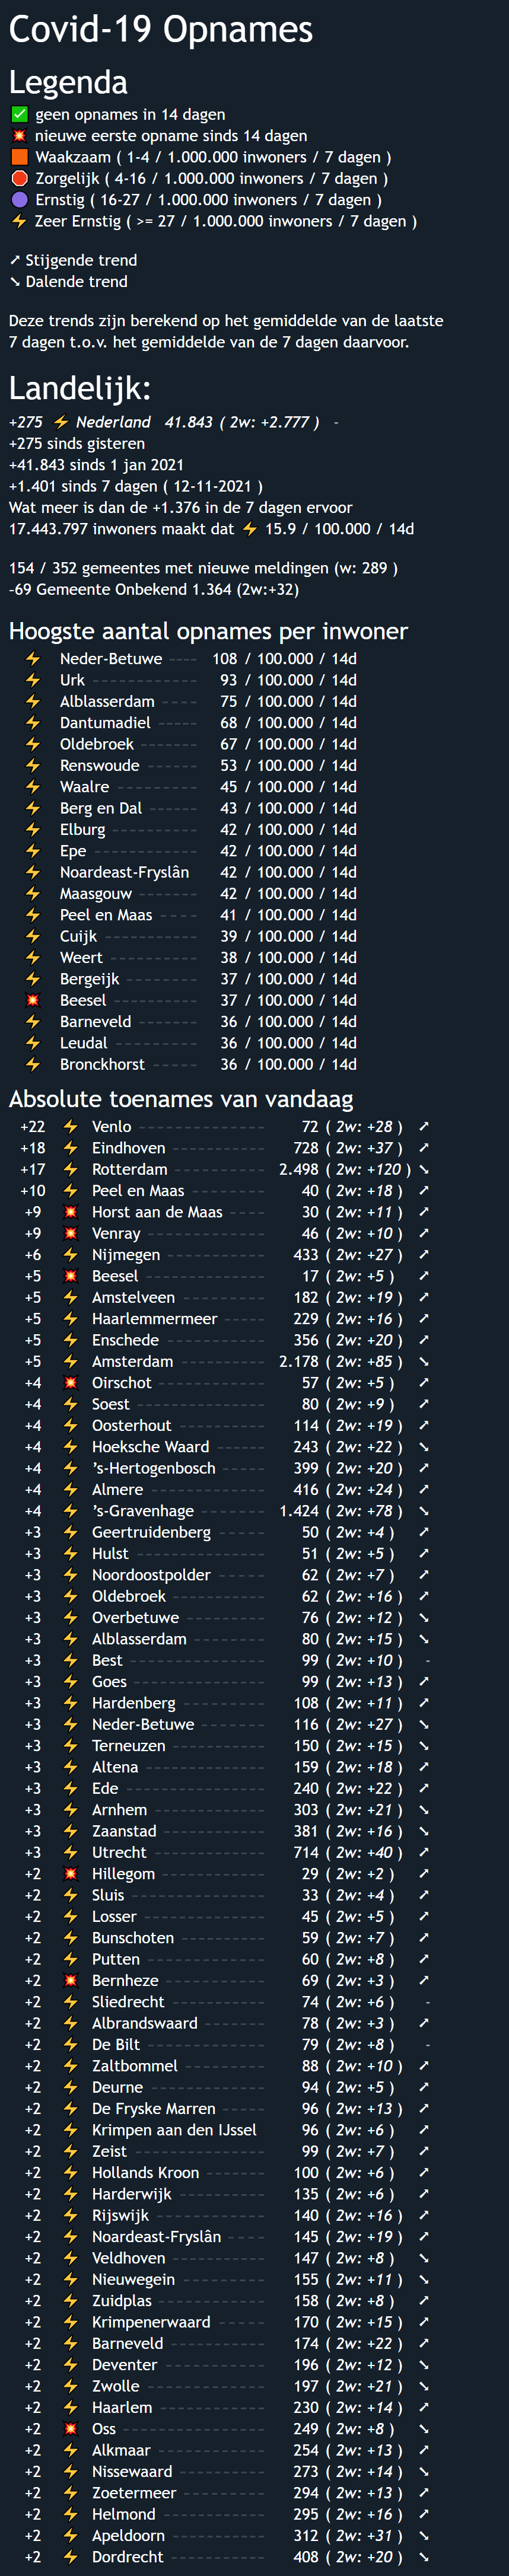 Covid-19 Opnames
Legenda
✅ geen opnames in 14 dagen
💥 nieuwe eerste opname sinds 14 dagen
🟧 Waakzaam ( 1-4 / 1.000.000 inwoners / 7 dagen )
🛑 Zorgelijk ( 4-16 / 1.000.000 inwoners / 7 dagen )
🟣 Ernstig ( 16-27 / 1.000.000 inwoners / 7 dagen )
⚡ Zeer Ernstig ( >= 27 / 1.000.000 inwoners / 7 dagen )
➚ Stijgende trend
➘ Dalende trend
Deze trends zijn berekend op het gemiddelde van de laatste
7 dagen t.o.v. het gemiddelde van de 7 dagen daarvoor.
Landelijk:
+275 ⚡ Nederland 41.843 ( 2w: +2.777 ) -
+275 sinds gisteren
+41.843 sinds 1 jan 2021
+1.401 sinds 7 dagen ( 12-11-2021 )
Wat meer is dan de +1.376 in de 7 dagen ervoor
17.443.797 inwoners maakt dat ⚡ 15.9 / 100.000 / 14d
154 / 352 gemeentes met nieuwe meldingen (w: 289 )
-69 Gemeente Onbekend 1.364 (2w:+32)
Hoogste aantal opnames per inwoner
⚡ Neder-Betuwe ---- 108 / 100.000 / 14d
⚡ Urk ------------ 93 / 100.000 / 14d
⚡ Alblasserdam ----- 75 / 100.000 / 14d
⚡ Dantumadiel ----- 68 / 100.000 / 14d
⚡ Oldebroek ------- 67 / 100.000 / 14d
⚡ Renswoude ------ 53 / 100.000 / 14d
⚡ Waalre ---------- 45 / 100.000 / 14d
⚡ Berg en Dal ------ 43 / 100.000 / 14d
⚡ Elburg ---------- 42 / 100.000 / 14d
⚡ Epe ------------ 42 / 100.000 / 14d
⚡ Noardeast-Fryslân 42 / 100.000 / 14d
⚡ Maasgouw ------- 42 / 100.000 / 14d
⚡ Peel en Maas ----- 41 / 100.000 / 14d
⚡ Cuijk ----------- 39 / 100.000 / 14d
⚡ Weert ---------- 38 / 100.000 / 14d
⚡ Bergeijk --------- 37 / 100.000 / 14d
💥 Beesel ---------- 37 / 100.000 / 14d
⚡ Barneveld ------- 36 / 100.000 / 14d
⚡ Leudal ---------- 36 / 100.000 / 14d
⚡ Bronckhorst ------ 36 / 100.000 / 14d
Absolute toenames van vandaag
+22 ⚡ Venlo --------------- 72 ( 2w: +28 ) ➚
+18 ⚡ Eindhoven ----------- 728 ( 2w: +37 ) ➚
+17 ⚡ Rotterdam ----------- 2.498 ( 2w: +120 ) ➘
+10 ⚡ Peel en Maas --------- 40 ( 2w: +18 ) ➚
+9 💥 Horst aan de Maas ----- 30 ( 2w: +11 ) ➚
+9 💥 Venray -------------- 46 ( 2w: +10 ) ➚
+6 ⚡ Nijmegen ------------ 433 ( 2w: +27 ) ➚
+5 💥 Beesel -------------- 17 ( 2w: +5 ) ➚
+5 ⚡ Amstelveen ---------- 182 ( 2w: +19 ) ➚
+5 ⚡ Haarlemmermeer ----- 229 ( 2w: +16 ) ➚
+5 ⚡ Enschede ------------ 356 ( 2w: +20 ) ➚
+5 ⚡ Amsterdam ---------- 2.178 ( 2w: +85 ) ➘
+4 💥 Oirschot ------------- 57 ( 2w: +5 ) ➚
+4 ⚡ Soest --------------- 80 ( 2w: +9 ) ➚
+4 ⚡ Oosterhout ----------- 114 ( 2w: +19 ) ➚
+4 ⚡ Hoeksche Waard ------ 243 ( 2w: +22 ) ➘
+4 ⚡ 's-Hertogenbosch ------ 399 ( 2w: +20 ) ➚
+4 ⚡ Almere -------------- 416 ( 2w: +24 ) ➚
+4 ⚡ 's-Gravenhage -------- 1.424 ( 2w: +78 ) ➘
+3 ⚡ Geertruidenberg ------ 50 ( 2w: +4 ) ➚
+3 ⚡ Hulst --------------- 51 ( 2w: +5 ) ➚
+3 ⚡ Noordoostpolder ------ 62 ( 2w: +7 ) ➚
+3 ⚡ Oldebroek ----------- 62 ( 2w: +16 ) ➚
+3 ⚡ Overbetuwe ---------- 76 ( 2w: +12 ) ➘
+3 ⚡ Alblasserdam --------- 80 ( 2w: +15 ) ➘
+3 ⚡ Best ---------------- 99 ( 2w: +10 ) -
+3 ⚡ Goes --------------- 99 ( 2w: +13 ) ➚
+3 ⚡ Hardenberg ---------- 108 ( 2w: +11 ) ➚
+3 ⚡ Neder-Betuwe -------- 116 ( 2w: +27 ) ➘
+3 ⚡ Terneuzen ----------- 150 ( 2w: +15 ) ➘
+3 ⚡ Altena -------------- 159 ( 2w: +18 ) ➚
+3 ⚡ Ede ---------------- 240 ( 2w: +22 ) ➚
+3 ⚡ Arnhem ------------- 303 ( 2w: +21 ) ➘
+3 ⚡ Zaanstad ------------ 381 ( 2w: +16 ) ➘
+3 ⚡ Utrecht ------------- 714 ( 2w: +40 ) ➚
+2 💥 Hillegom ------------ 29 ( 2w: +2 ) ➚
+2 ⚡ Sluis ---------------- 33 ( 2w: +4 ) ➚
+2 ⚡ Losser -------------- 45 ( 2w: +5 ) ➚
+2 ⚡ Bunschoten ---------- 59 ( 2w: +7 ) ➚
+2 ⚡ Putten -------------- 60 ( 2w: +8 ) ➚
+2 💥 Bernheze ------------ 69 ( 2w: +3 ) ➚
+2 ⚡ Sliedrecht ----------- 74 ( 2w: +6 ) -
+2 ⚡ Albrandswaard ------- 78 ( 2w: +3 ) ➚
+2 ⚡ De Bilt -------------- 79 ( 2w: +8 ) -
+2 ⚡ Zaltbommel ---------- 88 ( 2w: +10 ) ➚
+2 ⚡ Deurne ------------- 94 ( 2w: +5 ) ➚
+2 ⚡ De Fryske Marren ----- 96 ( 2w: +13 ) ➚
+2 ⚡ Krimpen aan den IJssel 96 ( 2w: +6 ) ➚
+2 ⚡ Zeist --------------- 99 ( 2w: +7 ) ➚
+2 ⚡ Hollands Kroon ------- 100 ( 2w: +6 ) ➚
+2 ⚡ Harderwijk ---------- 135 ( 2w: +6 ) ➚
+2 ⚡ Rijswijk ------------- 140 ( 2w: +16 ) ➚
+2 ⚡ Noardeast-Fryslân ---- 145 ( 2w: +19 ) ➚
+2 ⚡ Veldhoven ----------- 147 ( 2w: +8 ) ➘
+2 ⚡ Nieuwegein ---------- 155 ( 2w: +11 ) ➘
+2 ⚡ Zuidplas ------------- 158 ( 2w: +8 ) ➚
+2 ⚡ Krimpenerwaard ----- 170 ( 2w: +15 ) ➚
+2 ⚡ Barneveld ----------- 174 ( 2w: +22 ) ➚
+2 ⚡ Deventer ------------ 196 ( 2w: +12 ) ➘
+2 ⚡ Zwolle -------------- 197 ( 2w: +21 ) ➘
+2 ⚡ Haarlem ------------ 230 ( 2w: +14 ) ➚
+2 💥 Oss ---------------- 249 ( 2w: +8 ) ➘
+2 ⚡ Alkmaar ------------ 254 ( 2w: +13 ) ➚
+2 ⚡ Nissewaard ---------- 273 ( 2w: +14 ) ➘
+2 ⚡ Zoetermeer ---------- 294 ( 2w: +13 ) ➚
+2 ⚡ Helmond ------------ 295 ( 2w: +16 ) ➚
+2 ⚡ Apeldoorn ----------- 312 ( 2w: +31 ) ➘
+2 ⚡ Dordrecht ----------- 408 ( 2w: +20 ) ➘